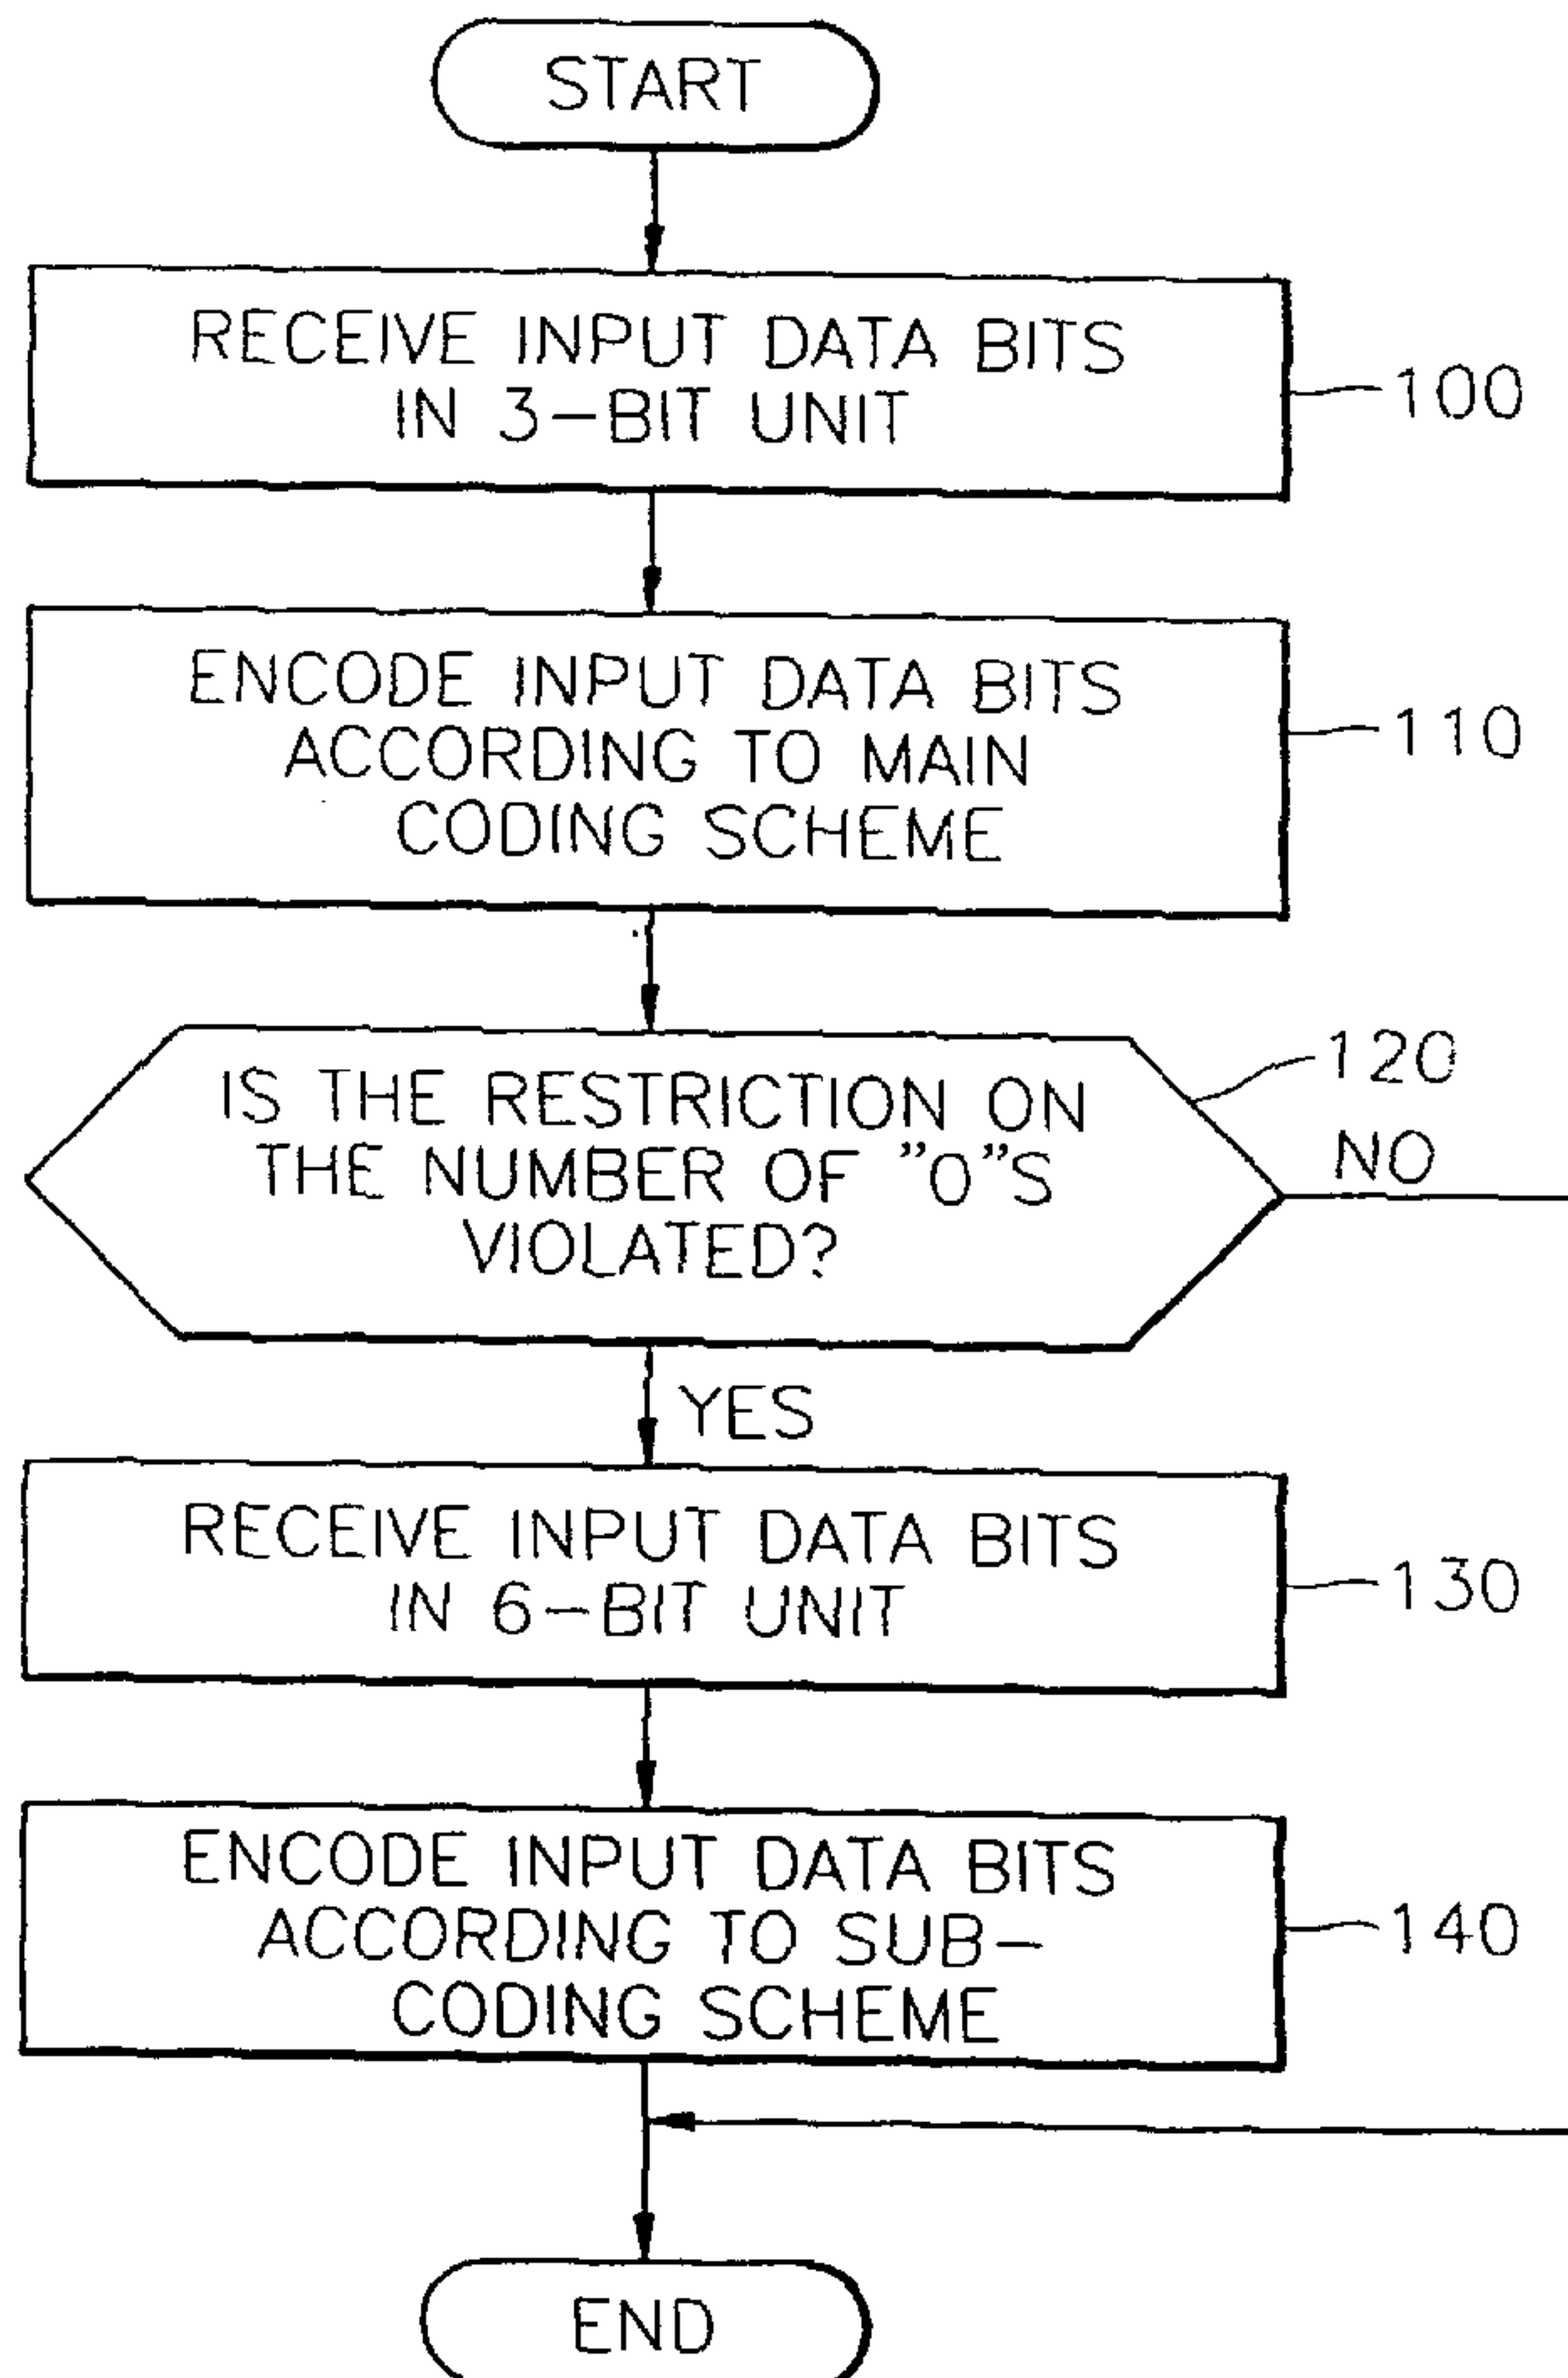 START
RECEIVE INPUT DATA BITS
IN 3-BIT UNIT
100
ENCODE INPUT DATA BITS
ACCORDING TO MAIN
CODING SCHEME
110
IS THE RESTRICTION ON
THE NUMBER OF "0"S
VIOLATED?
120
NO
YES
RECEIVE INPUT DATA BITS
IN 6-BIT UNIT
130
ENCODE INPUT DATA BITS
ACCORDING TO SUB-
CODING SCHEME
140
END